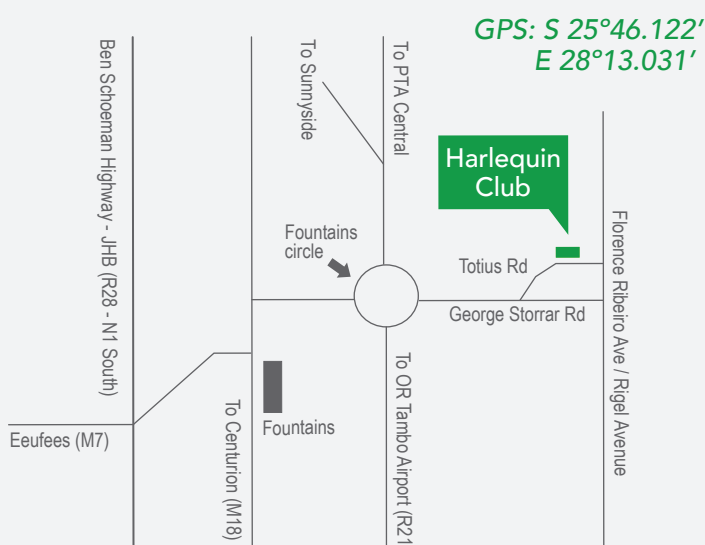 GPS: S 25°46.122′
E 28°13.031′
Ben Schoeman Highway - JHB (R28 - N1 South)
To Sunnyside
To PTA Central
Harlequin
Club
Fountains
circle
Totius Rd
George Storrar Rd
Florence Ribeiro Ave / Rigel Avenue
Eeufees (M7)
To Centurion (M18)
Fountains
To OR Tambo Airport (R21